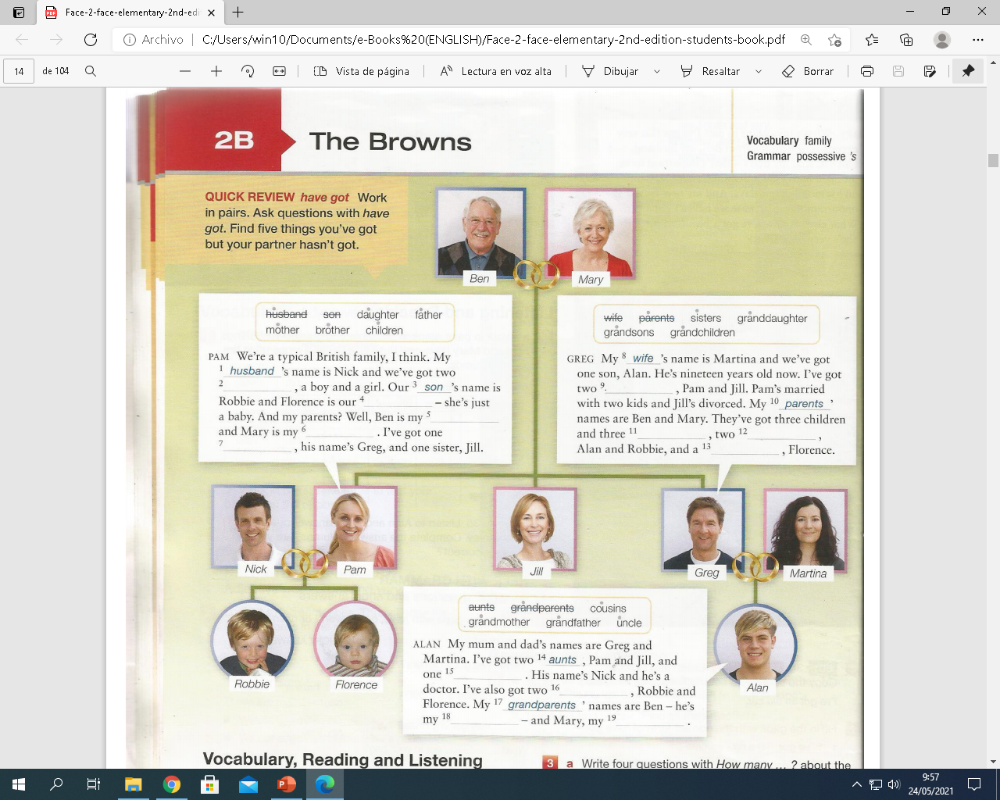 Face-2-face-elementary-2nd-edi
Archivo
C:/Users/win10/Documents/e-Books%20(ENGLISH)/Face-2-face-elementary-2nd-edition-students-book.pdf
14
de 104
Vista de página
Lectura en voz alta
Dibujar
Resaltar
Borrar
2B
The Browns
Vocabulary family
Grammar possessive 's
QUICK REVIEW have got Work
in pairs. Ask questions with have
got. Find five things you've got
but your partner hasn't got.
Ben
Mary
husband son daughter father
mother brother children
PAM We're a typical British family, I think. My
1 husband 's name is Nick and we've got two
2 ____________ , a boy and a girl. Our 3 son 's name is
Robbie and Florence is our 4 ____________ – she's just
a baby. And my parents? Well, Ben is my 5 ____________
and Mary is my 6 ____________ . I've got one
7 ____________ , his name's Greg, and one sister, Jill.
wife parents sisters granddaughter
grandsons grandchildren
GREG My 8 wife 's name is Martina and we've got
one son, Alan. He's nineteen years old now. I've got
two 9 ____________ , Pam and Jill. Pam's married
with two kids and Jill's divorced. My 10 parents '
names are Ben and Mary. They've got three children
and three 11 ____________ , two 12 ____________ ,
Alan and Robbie, and a 13 ____________ , Florence.
Nick
Pam
Jill
Greg
Martina
aunts grandparents cousins
grandmother grandfather uncle
ALAN My mum and dad's names are Greg and
Martina. I've got two 14 aunts , Pam and Jill, and
one 15 ____________ . His name's Nick and he's a
doctor. I've also got two 16 ____________ , Robbie and
Florence. My 17 grandparents ' names are Ben – he's
my 18 ____________ – and Mary, my 19 ____________ .
Robbie
Florence
Alan
Vocabulary, Reading and Listening
3 a Write four questions with How many ... ? about the
9:57
24/05/2021